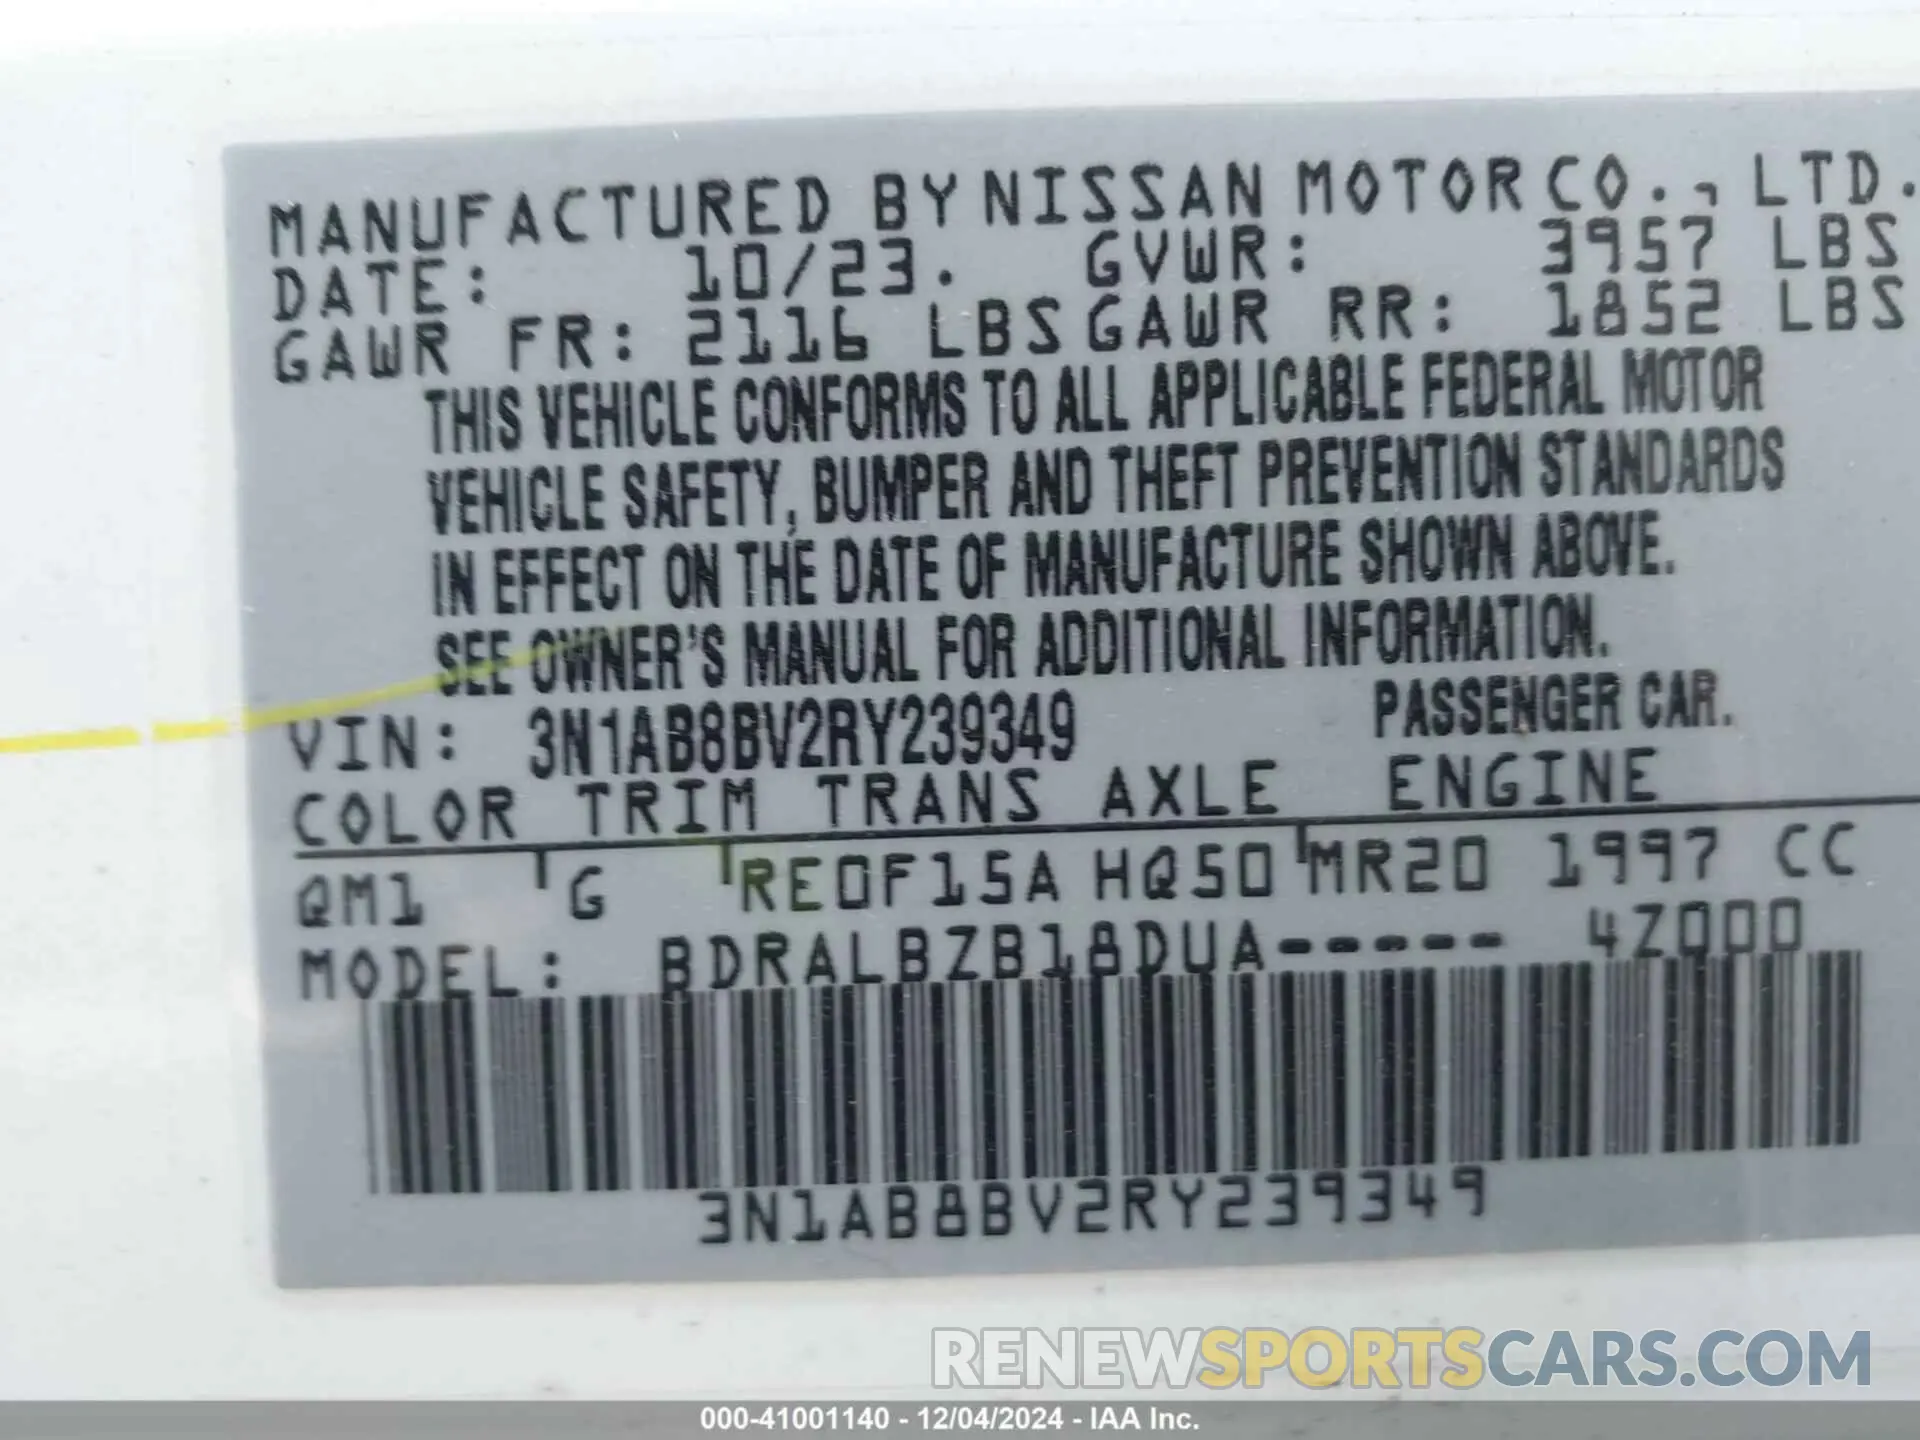 MANUFACTURED BY NISSAN MOTOR CO., LTD.
DATE: 10/23. GVWR: 3957 LBS
GAWR FR: 2116 LBS GAWR RR: 1852 LBS
THIS VEHICLE CONFORMS TO ALL APPLICABLE FEDERAL MOTOR
VEHICLE SAFETY, BUMPER AND THEFT PREVENTION STANDARDS
IN EFFECT ON THE DATE OF MANUFACTURE SHOWN ABOVE.
SEE OWNER'S MANUAL FOR ADDITIONAL INFORMATION.
VIN: 3N1AB8BV2RY239349 PASSENGER CAR.
COLOR TRIM TRANS AXLE ENGINE
QM1 G RE0F15A HQ50 MR20 1997 CC
MODEL: BDRALBZB18DUA----- 4Z000
3N1AB8BV2RY239349
RENEWSPORTSCARS.COM
000-41001140 - 12/04/2024 - IAA Inc.